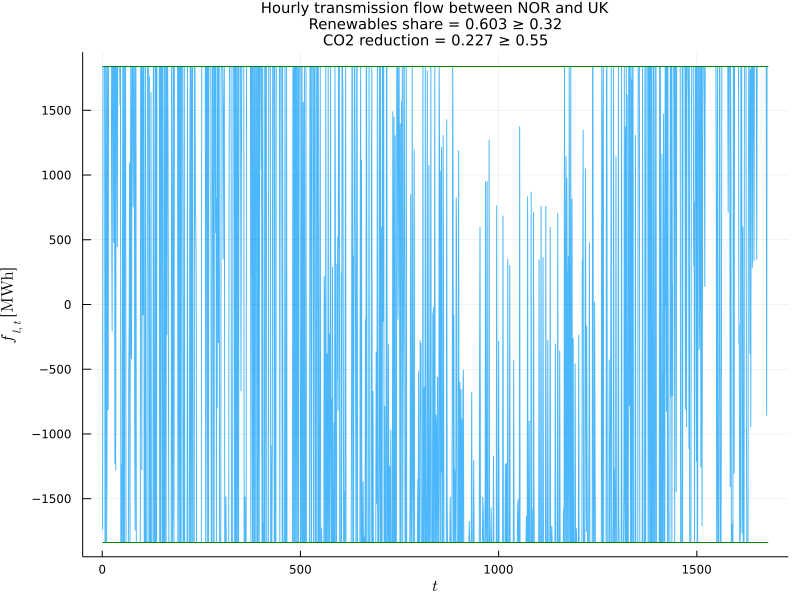 Hourly transmission flow between NOR and UK
Renewables share = 0.603 ≥ 0.32
CO2 reduction = 0.227 ≥ 0.55
1500
1000
500
0
−500
−1000
−1500
f l,t [MWh]
0
500
1000
1500
t